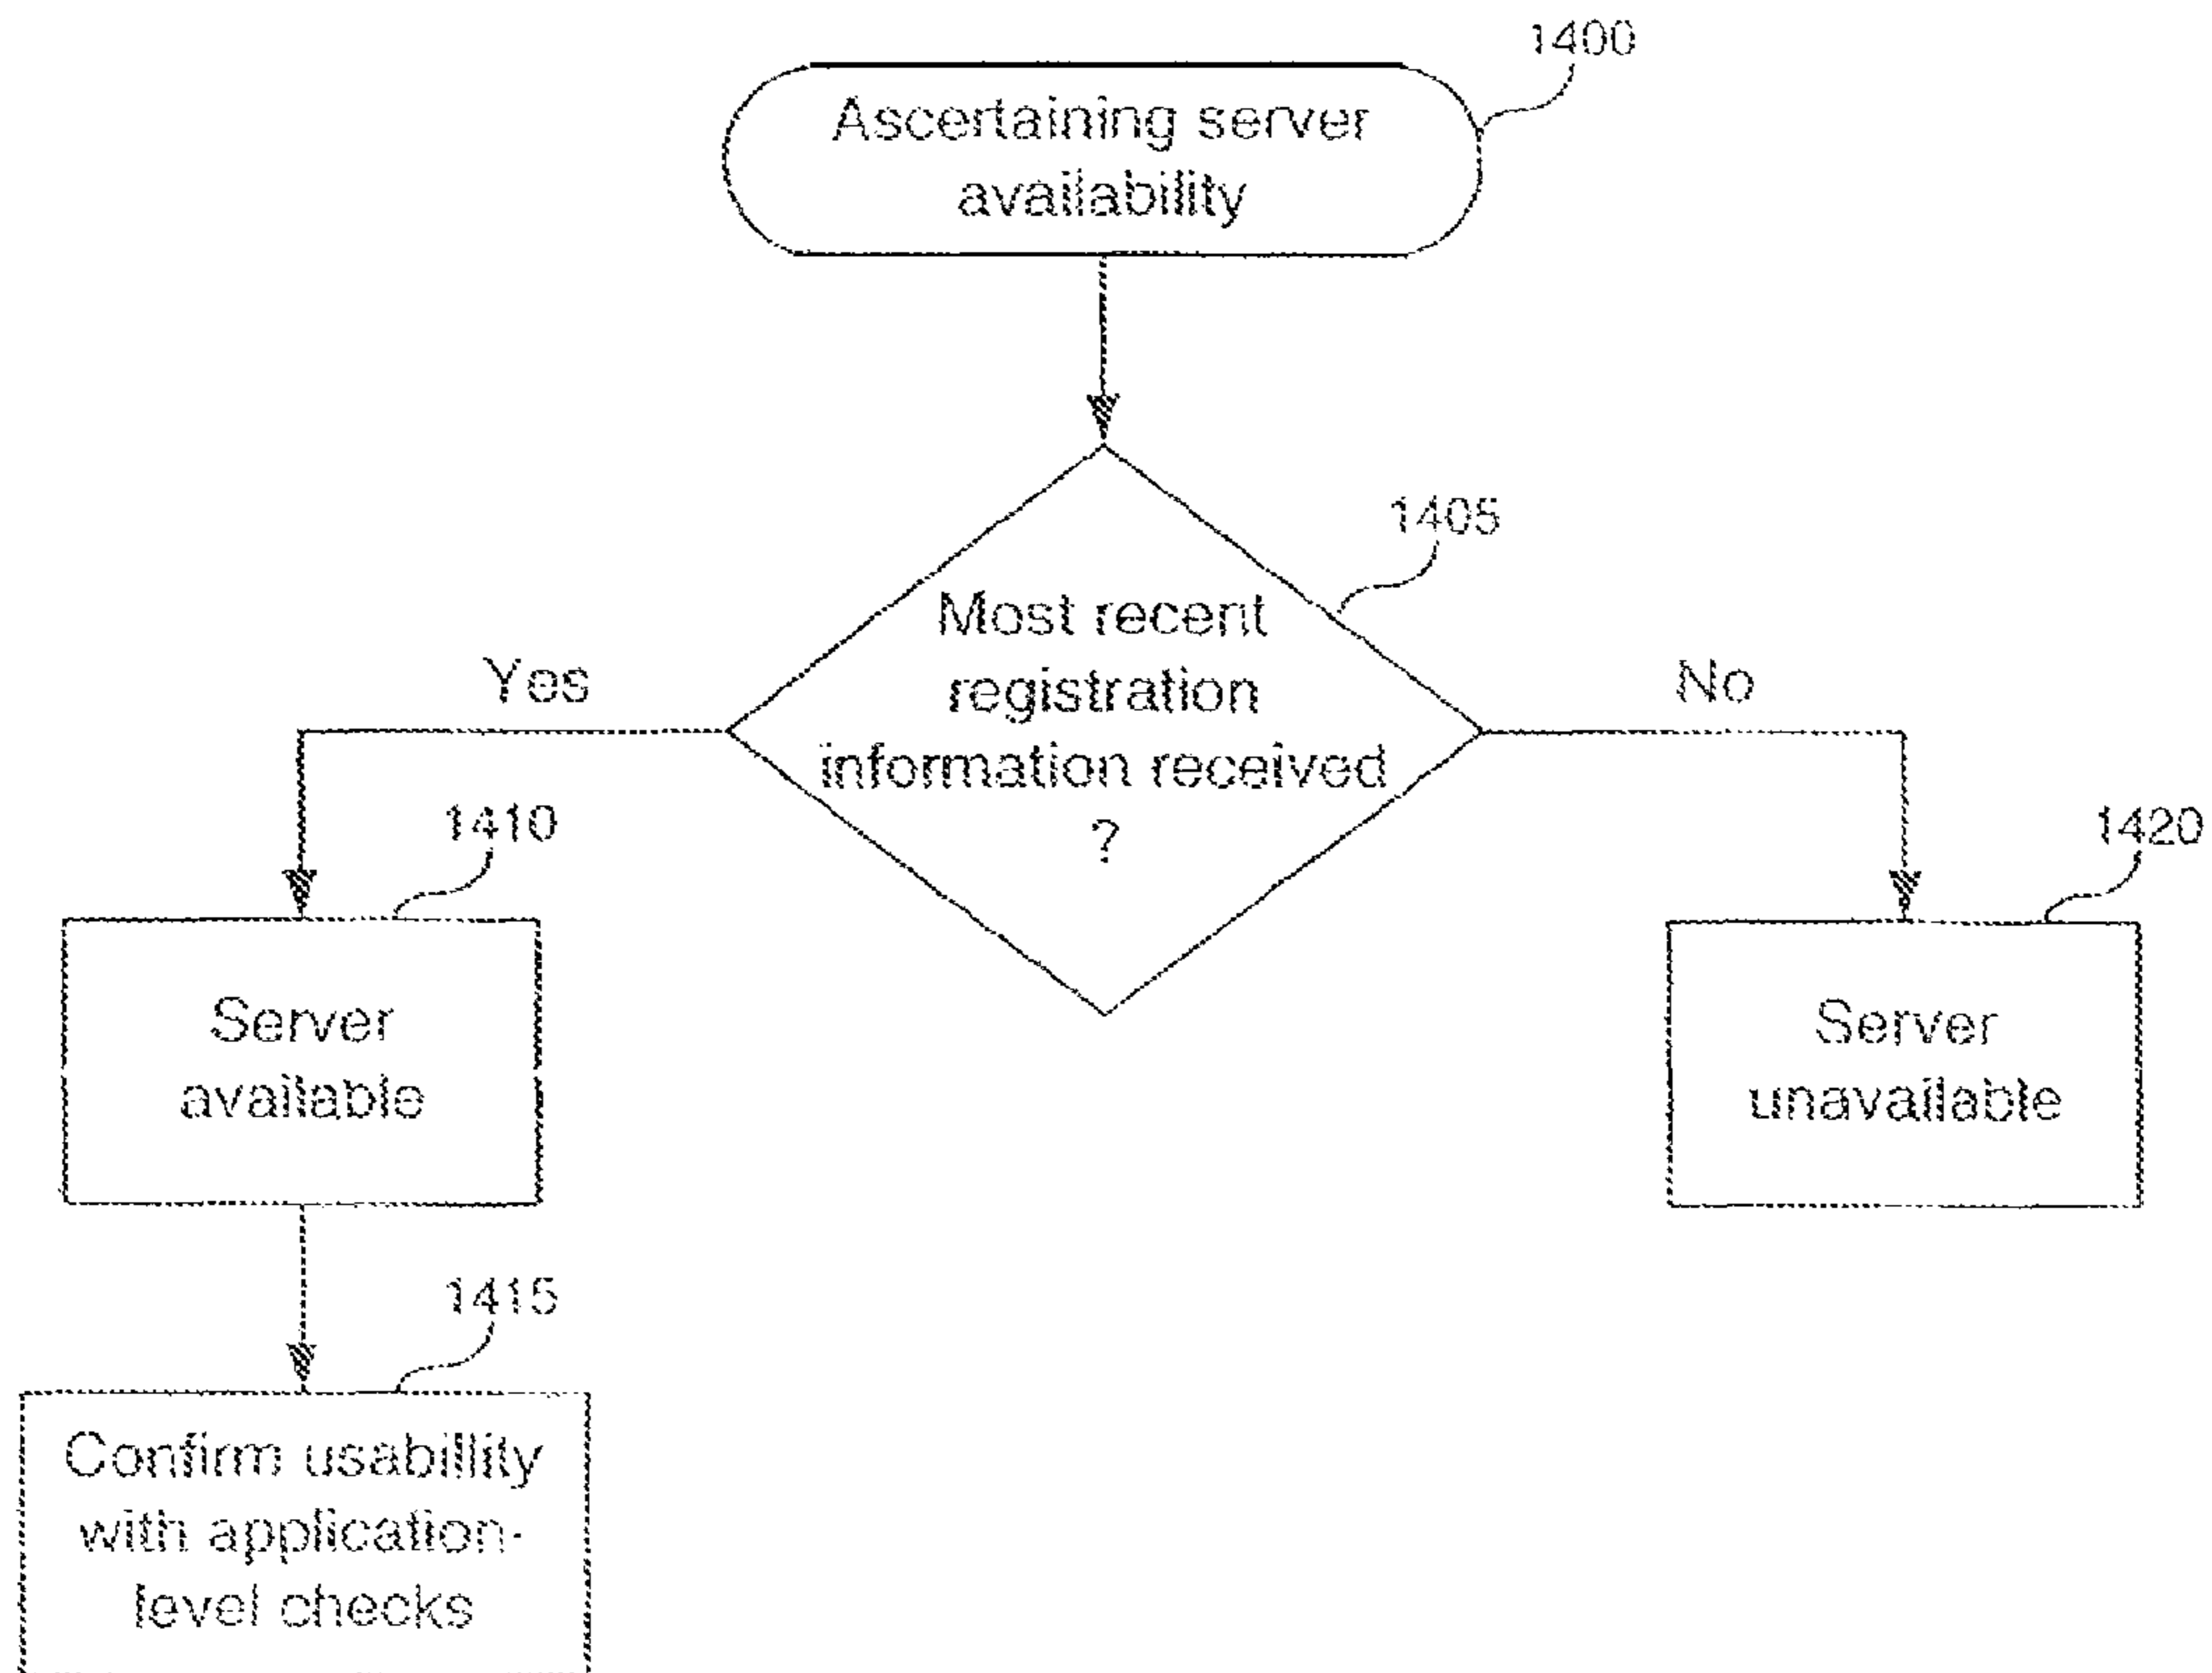 1400
Ascertaining server
availability
1405
Most recent
registration
information received
?
Yes
No
1410
Server
available
1420
Server
unavailable
1415
Confirm usabillity
with application-
level checks